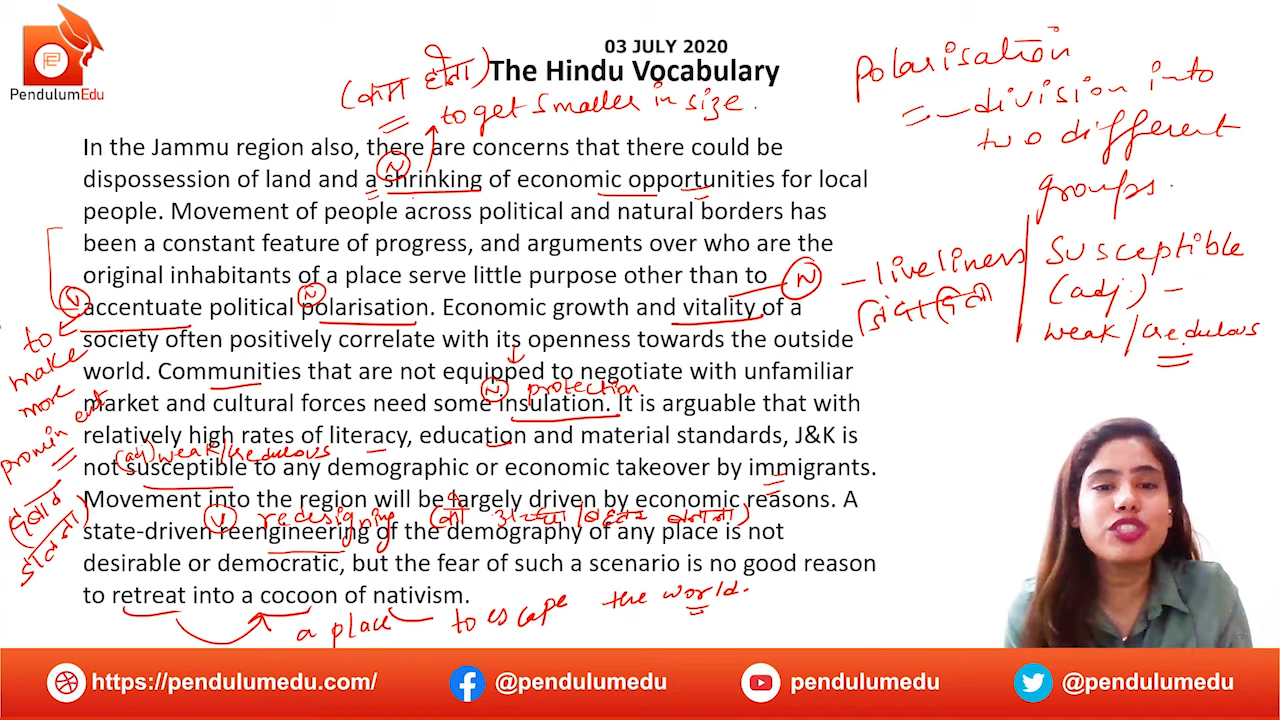 03 JULY 2020
The Hindu Vocabulary
PendulumEdu
to get smaller in size.
Polarisation
= – division into
two different
groups.
In the Jammu region also, there are concerns that there could be
dispossession of land and a shrinking of economic opportunities for local
people. Movement of people across political and natural borders has
been a constant feature of progress, and arguments over who are the
original inhabitants of a place serve little purpose other than to
accentuate political polarisation. Economic growth and vitality of a
society often positively correlate with its openness towards the outside
world. Communities that are not equipped to negotiate with unfamiliar
market and cultural forces need some insulation. It is arguable that with
relatively high rates of literacy, education and material standards, J&K is
not susceptible to any demographic or economic takeover by immigrants.
Movement into the region will be largely driven by economic reasons. A
state-driven reengineering of the demography of any place is not
desirable or democratic, but the fear of such a scenario is no good reason
to retreat into a cocoon of nativism.
N
N
V
N
– liveliness
Susceptible
(adj.) –
weak/credulous
to
make
more
prominent
N protection
(adj) weak/credulous
V redesigning
a place – to escape the world.
https://pendulumedu.com/
@pendulumedu
pendulumedu
@pendulumedu